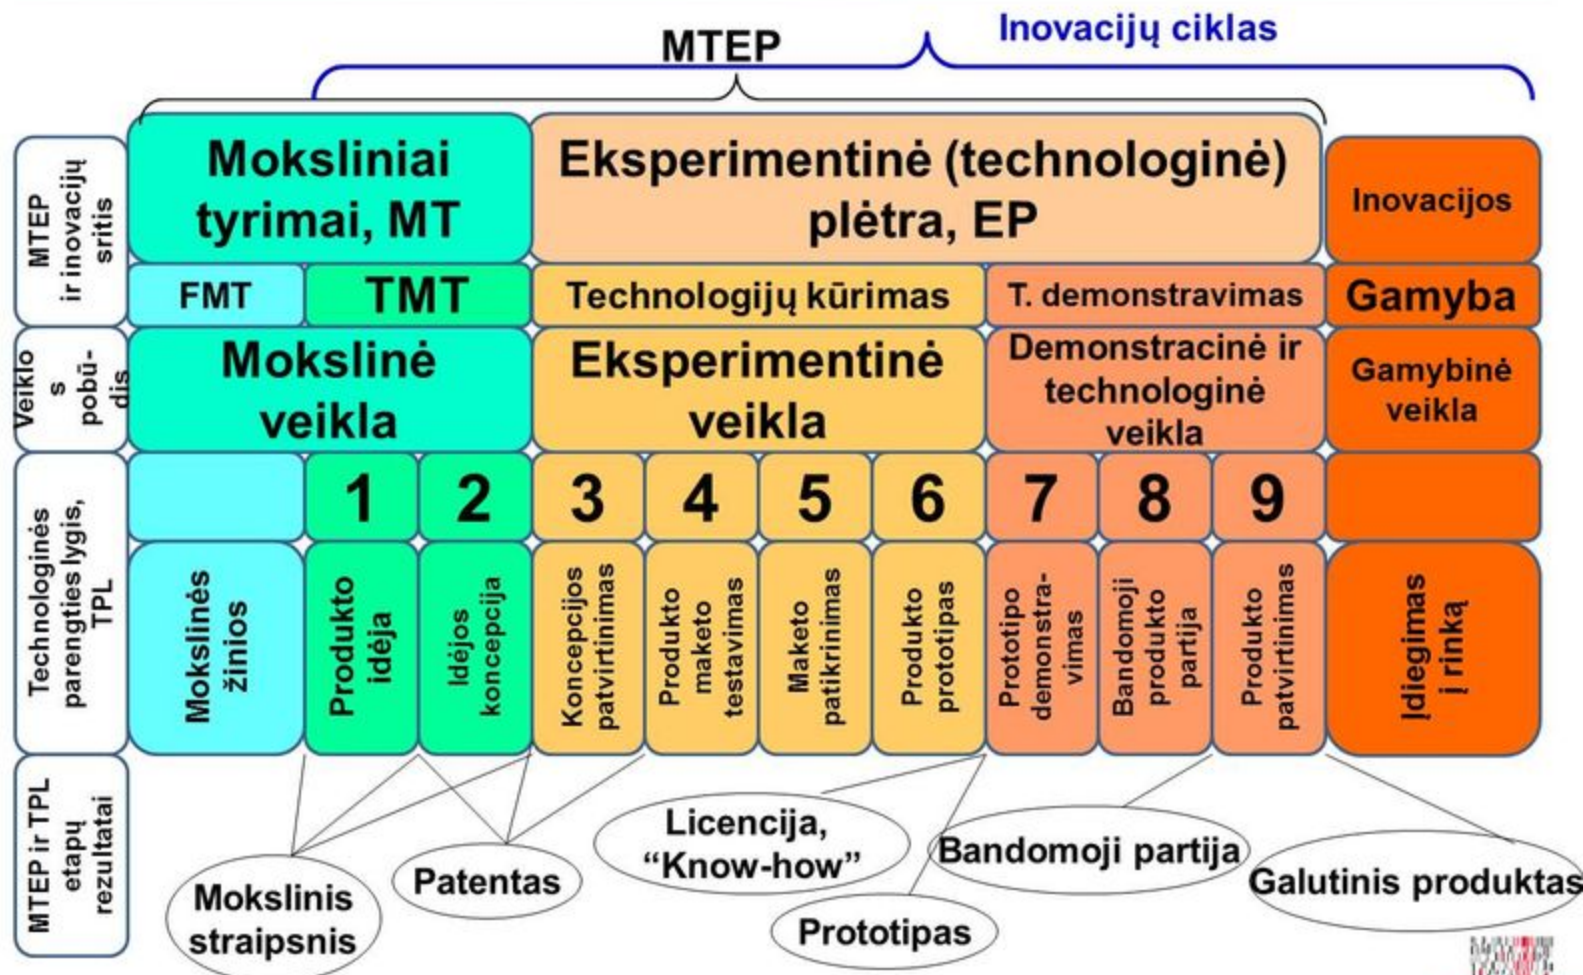 MTEP
Inovacijų ciklas
MTEP
ir inovacijų
sritis
Moksliniai
tyrimai, MT
Eksperimentinė (technologinė)
plėtra, EP
Inovacijos
FMT
TMT
Technologijų kūrimas
T. demonstravimas
Gamyba
Veiklo
s
pobū-
dis
Mokslinė
veikla
Eksperimentinė
veikla
Demonstracinė ir
technologinė
veikla
Gamybinė
veikla
Technologinės
parengties lygis,
TPL
1
2
3
4
5
6
7
8
9
Mokslinės
žinios
Produkto
idėja
Idėjos
koncepcija
Koncepcijos
patvirtinimas
Produkto
maketo
testavimas
Maketo
patikrinimas
Produkto
prototipas
Prototipo
demonstra-
vimas
Bandomoji
produkto
partija
Produkto
patvirtinimas
Įdiegimas
į rinką
MTEP ir TPL
etapų
rezultatai
Mokslinis
straipsnis
Patentas
Licencija,
“Know-how”
Prototipas
Bandomoji partija
Galutinis produktas